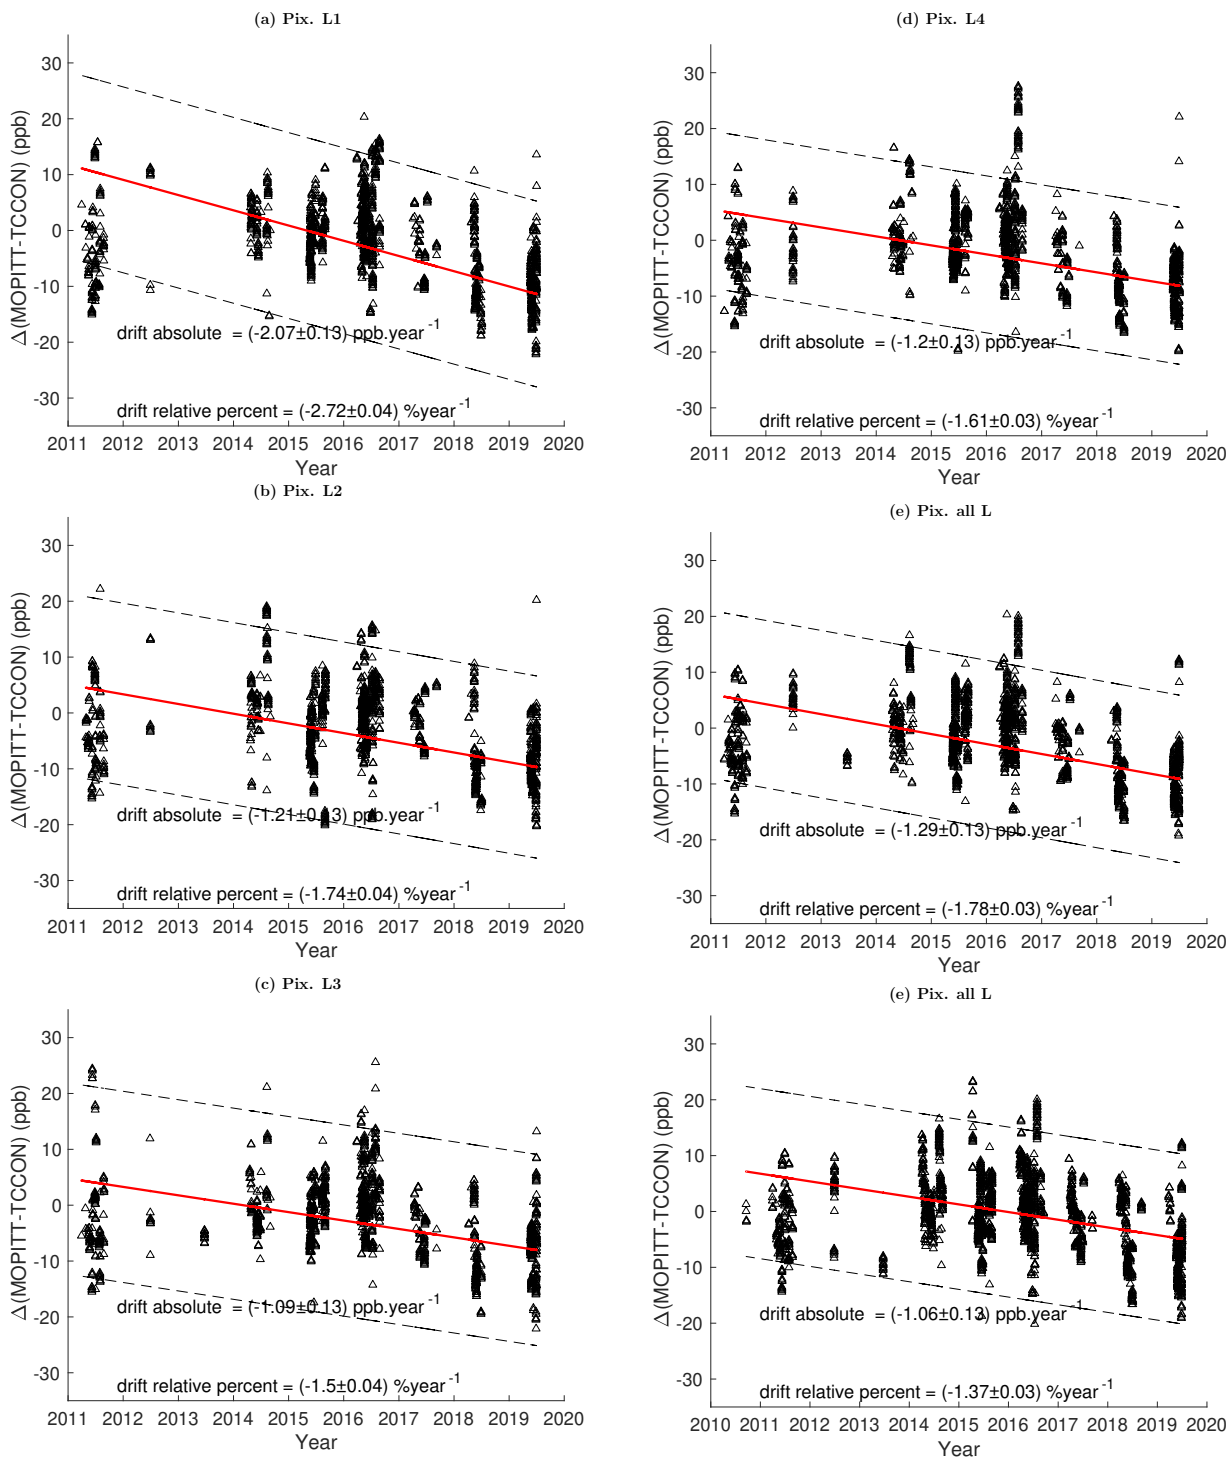 (a) Pix. L1
Δ(MOPITT-TCCON) (ppb)
30
20
10
0
-10
-20
-30
drift absolute = (-2.07±0.13) ppb.year-1
drift relative percent = (-2.72±0.04) %year-1
2011 2012 2013 2014 2015 2016 2017 2018 2019 2020
Year
(b) Pix. L2
Δ(MOPITT-TCCON) (ppb)
30
20
10
0
-10
-20
-30
drift absolute = (-1.21±0.13) ppb.year-1
drift relative percent = (-1.74±0.04) %year-1
2011 2012 2013 2014 2015 2016 2017 2018 2019 2020
Year
(c) Pix. L3
Δ(MOPITT-TCCON) (ppb)
30
20
10
0
-10
-20
-30
drift absolute = (-1.09±0.13) ppb.year-1
drift relative percent = (-1.5±0.04) %year-1
2011 2012 2013 2014 2015 2016 2017 2018 2019 2020
Year
(d) Pix. L4
Δ(MOPITT-TCCON) (ppb)
30
20
10
0
-10
-20
-30
drift absolute = (-1.2±0.13) ppb.year-1
drift relative percent = (-1.61±0.03) %year-1
2011 2012 2013 2014 2015 2016 2017 2018 2019 2020
Year
(e) Pix. all L
Δ(MOPITT-TCCON) (ppb)
30
20
10
0
-10
-20
-30
drift absolute = (-1.29±0.13) ppb.year-1
drift relative percent = (-1.78±0.03) %year-1
2011 2012 2013 2014 2015 2016 2017 2018 2019 2020
Year
(e) Pix. all L
Δ(MOPITT-TCCON) (ppb)
30
20
10
0
-10
-20
-30
drift absolute = (-1.06±0.13) ppb.year-1
drift relative percent = (-1.37±0.03) %year-1
2010 2011 2012 2013 2014 2015 2016 2017 2018 2019 2020
Year